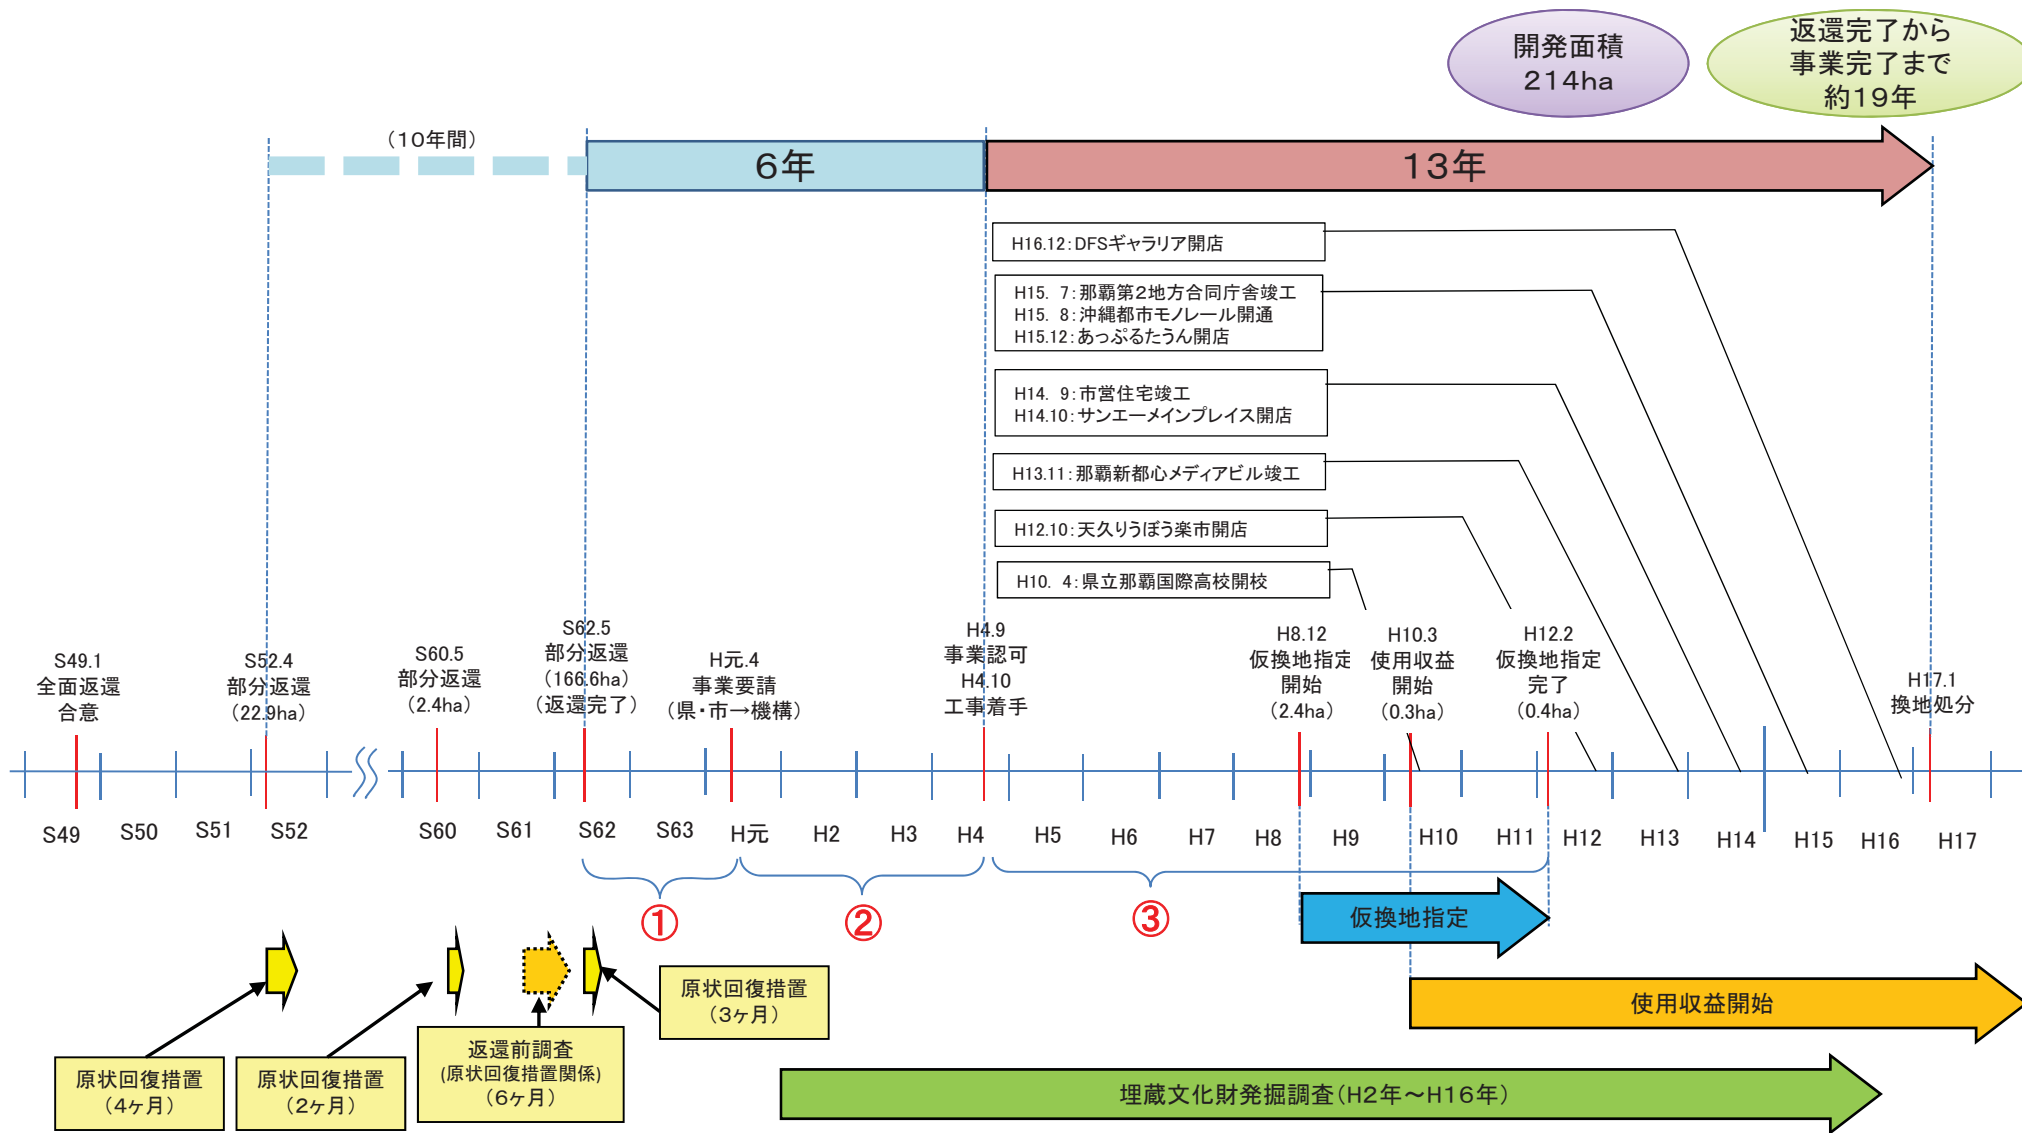 開発面積
214ha
返還完了から
事業完了まで
約19年
（10年間）
6年
13年
H16.12：DFSギャラリア開店
H15. 7：那覇第2地方合同庁舎竣工
H15. 8：沖縄都市モノレール開通
H15.12：あっぷるたうん開店
H14. 9：市営住宅竣工
H14.10：サンエーメインプレイス開店
H13.11：那覇新都心メディアビル竣工
H12.10：天久りうぼう楽市開店
H10. 4：県立那覇国際高校開校
S49.1
全面返還
合意
S52.4
部分返還
（22.9ha）
S60.5
部分返還
（2.4ha）
S62.5
部分返還
（166.6ha）
（返還完了）
H元.4
事業要請
（県・市→機構）
H4.9
事業認可
H4.10
工事着手
H8.12
仮換地指定
開始
（2.4ha）
H10.3
使用収益
開始
（0.3ha）
H12.2
仮換地指定
完了
（0.4ha）
H17.1
換地処分
S49
S50
S51
S52
S60
S61
S62
S63
H元
H2
H3
H4
H5
H6
H7
H8
H9
H10
H11
H12
H13
H14
H15
H16
H17
①
②
③
仮換地指定
使用収益開始
原状回復措置
（4ヶ月）
原状回復措置
（2ヶ月）
返還前調査
(原状回復措置関係)
（6ヶ月）
原状回復措置
（3ヶ月）
埋蔵文化財発掘調査（H2年～H16年）